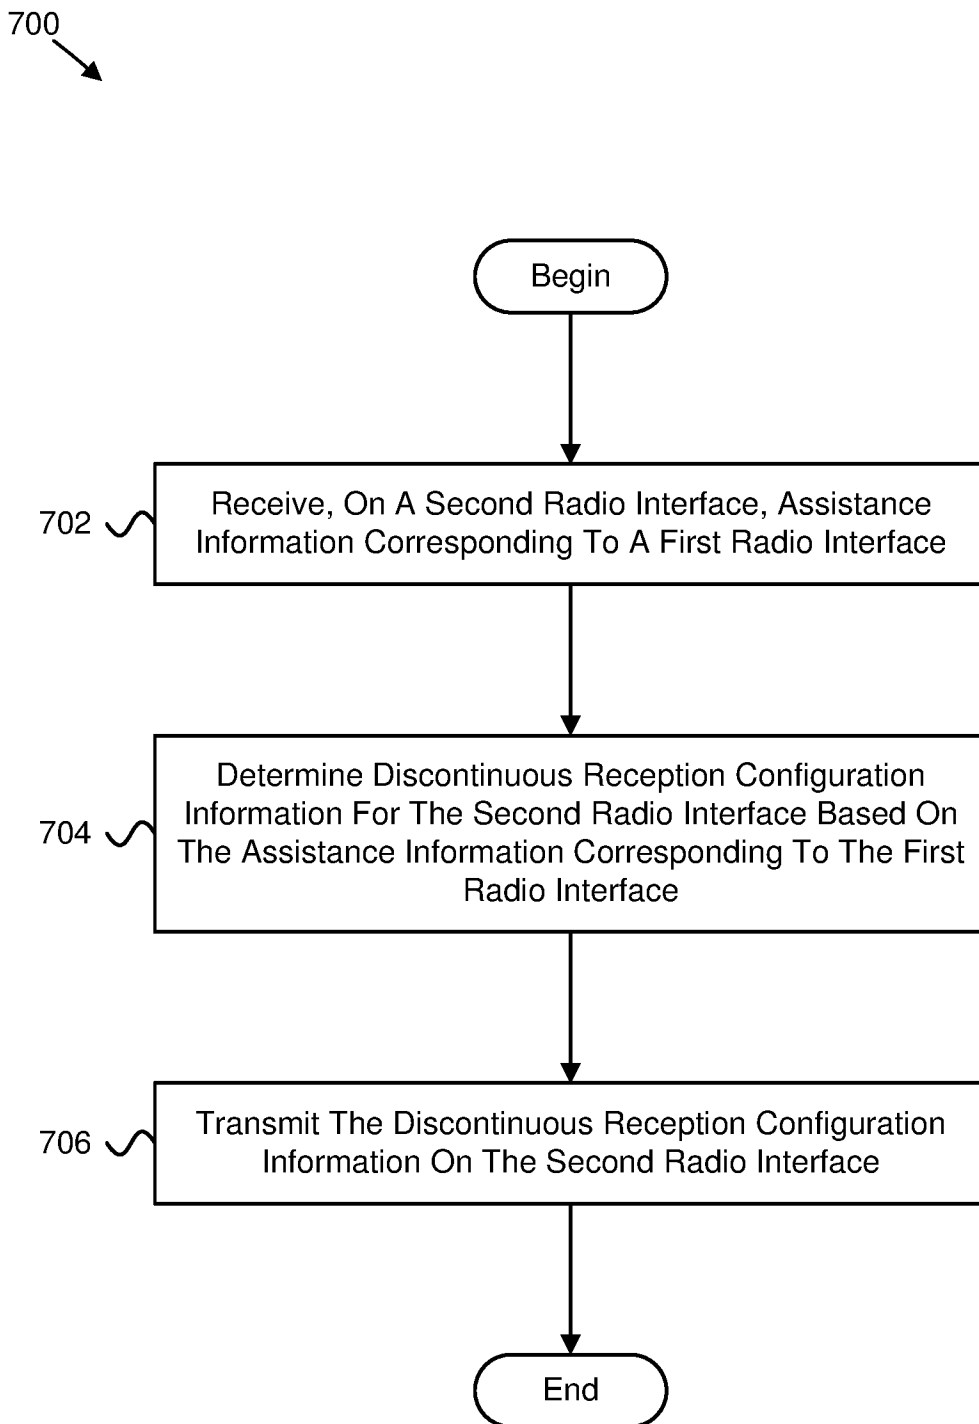 700
Begin
702
Receive, On A Second Radio Interface, Assistance
Information Corresponding To A First Radio Interface
704
Determine Discontinuous Reception Configuration
Information For The Second Radio Interface Based On
The Assistance Information Corresponding To The First
Radio Interface
706
Transmit The Discontinuous Reception Configuration
Information On The Second Radio Interface
End